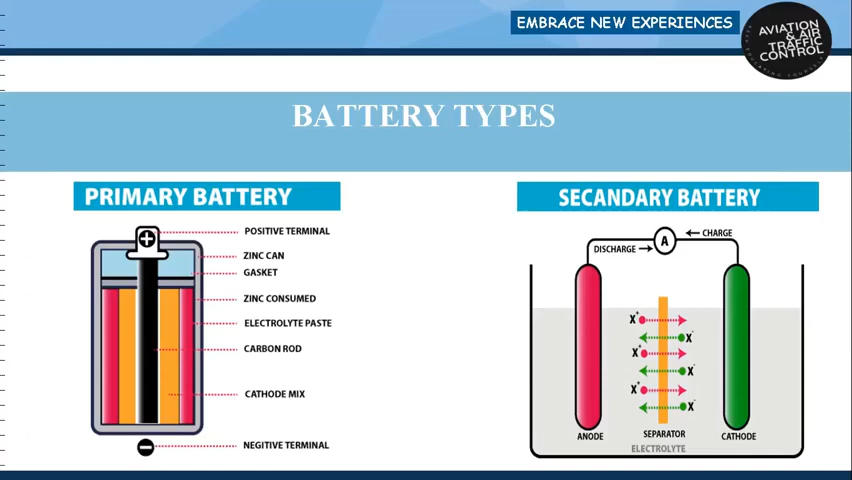 EMBRACE NEW EXPERIENCES
AVIATION
& AIR
TRAFFIC
CONTROL
BATTERY TYPES
PRIMARY BATTERY
+
POSITIVE TERMINAL
ZINC CAN
GASKET
ZINC CONSUMED
ELECTROLYTE PASTE
CARBON ROD
CATHODE MIX
NEGITIVE TERMINAL
SECANDARY BATTERY
A
CHARGE
DISCHARGE
X+
X-
X+
X-
X+
X-
ANODE
SEPARATOR
CATHODE
ELECTROLYTE